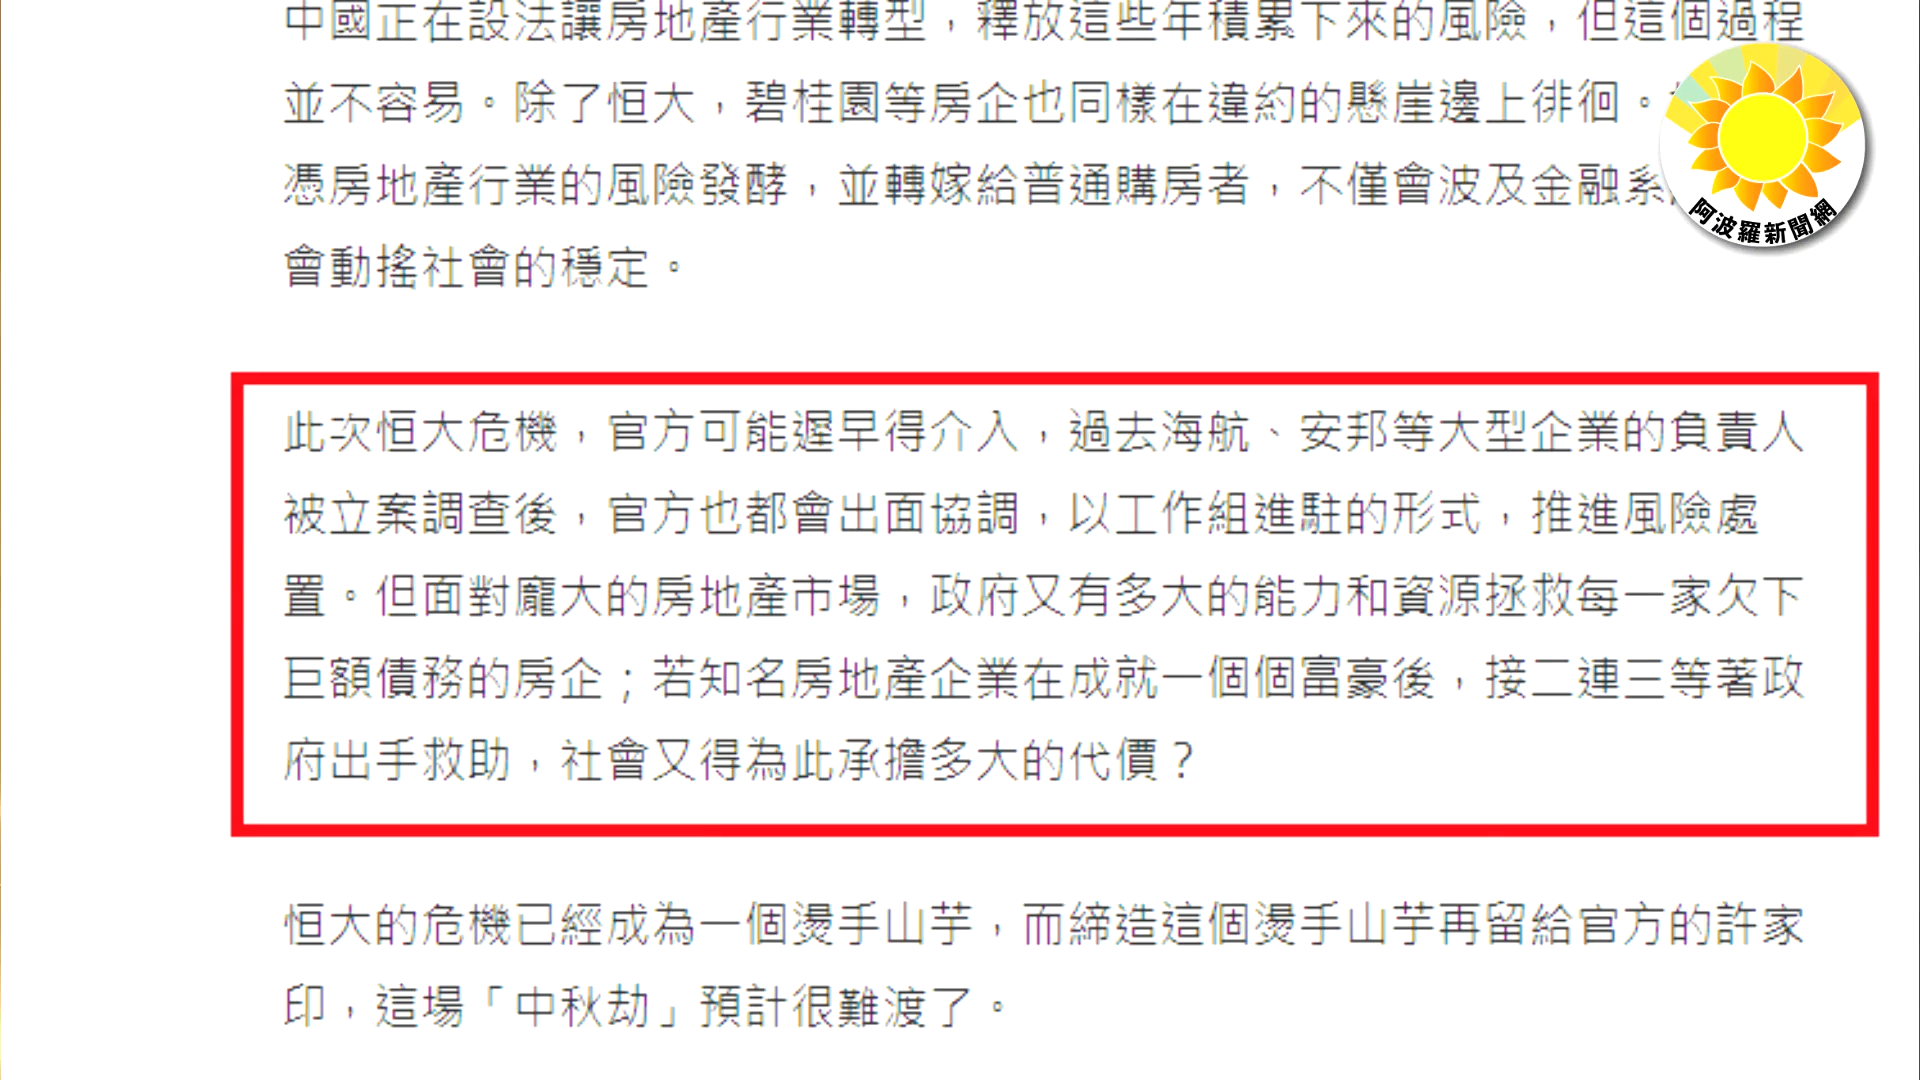 中國正在設法讓房地產行業轉型，釋放這些年積累下來的風險，但這個過程
並不容易。除了恒大，碧桂園等房企也同樣在違約的懸崖邊上徘徊。
憑房地產行業的風險發酵，並轉嫁給普通購房者，不僅會波及金融系
會動搖社會的穩定。
此次恒大危機，官方可能遲早得介入，過去海航、安邦等大型企業的負責人
被立案調查後，官方也都會出面協調，以工作組進駐的形式，推進風險處
置。但面對龐大的房地產市場，政府又有多大的能力和資源拯救每一家欠下
巨額債務的房企；若知名房地產企業在成就一個個富豪後，接二連三等著政
府出手救助，社會又得為此承擔多大的代價？
恒大的危機已經成為一個燙手山芋，而締造這個燙手山芋再留給官方的許家
印，這場「中秋劫」預計很難渡了。
阿波羅新聞網